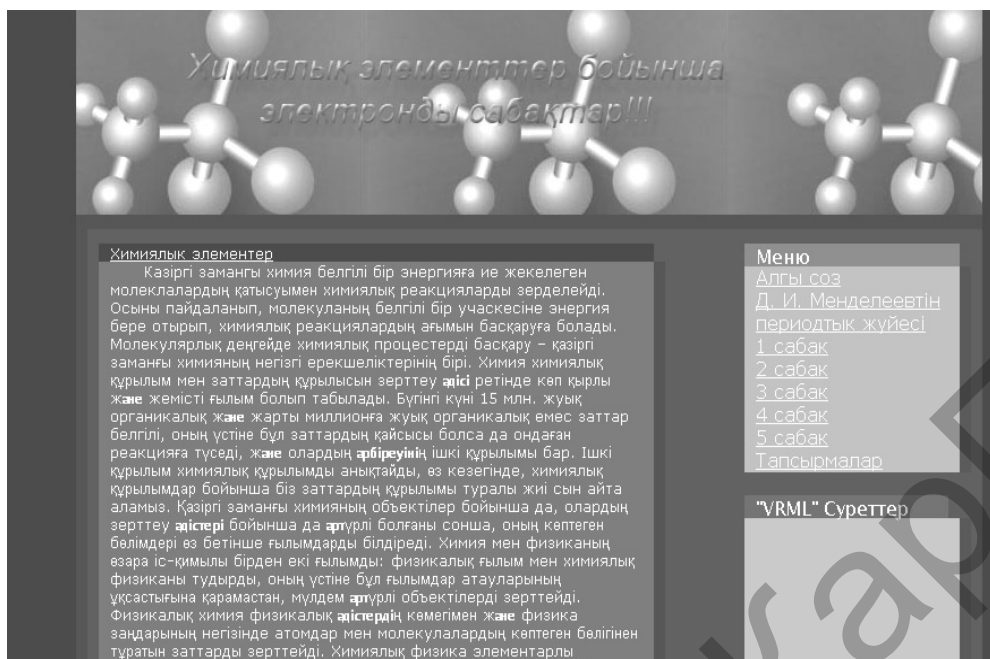 Химиялық элементтер бойынша
электронды сабақтар!!!
Химиялык элементер
Казіргі замангы химия белгілі бір энергияға ие жекелеген
молеклалардың қатысуымен химиялық реакцияларды зерделейді.
Осыны пайдаланып, молекуланың белгілі бір учаскесіне энергия
бере отырып, химиялық реакциялардың ағымын басқаруға болады.
Молекулярлық деңгейде химиялық процестерді басқару – қазіргі
заманғы химияның негізгі ерекшеліктерінің бірі. Химия химиялық
құрылым мен заттардың құрылысын зерттеу әдісі ретінде көп қырлы
және жемісті ғылым болып табылады. Бүгінгі күні 15 млн. жуық
органикалық және жарты миллионға жуық органикалық емес заттар
белгілі, оның үстіне бұл заттардың қайсысы болса да ондаған
реакцияға түседі, және олардың әрбіреуінің ішкі құрылымы бар. Ішкі
құрылым химиялық құрылымды анықтайды, өз кезегінде, химиялық
құрылымдар бойынша біз заттардың құрылымы туралы жиі сын айта
аламыз. Қазіргі заманғы химияның объектілер бойынша да, олардың
зерттеу әдістері бойынша да әртүрлі болғаны сонша, оның көптеген
бөлімдері өз бетінше ғылымдарды білдіреді. Химия мен физиканың
өзара іс-қимылы бірден екі ғылымды: физикалық ғылым мен химиялық
физиканы тудырды, оның үстіне бұл ғылымдар атауларының
ұқсастығына қарамастан, мүлдем әртүрлі объектілерді зерттейді.
Физикалық химия физикалық әдістердің көмегімен және физика
заңдарының негізінде атомдар мен молекулалардың көптеген бөлігінен
тұратын заттарды зерттейді. Химиялық физика элементарлы
Меню
Алгы соз
Д. И. Менделеевтін
периодтык жуйесі
1 сабак
2 сабак
3 сабак
4 сабак
5 сабак
Тапсырмалар
"VRML" Суреттер